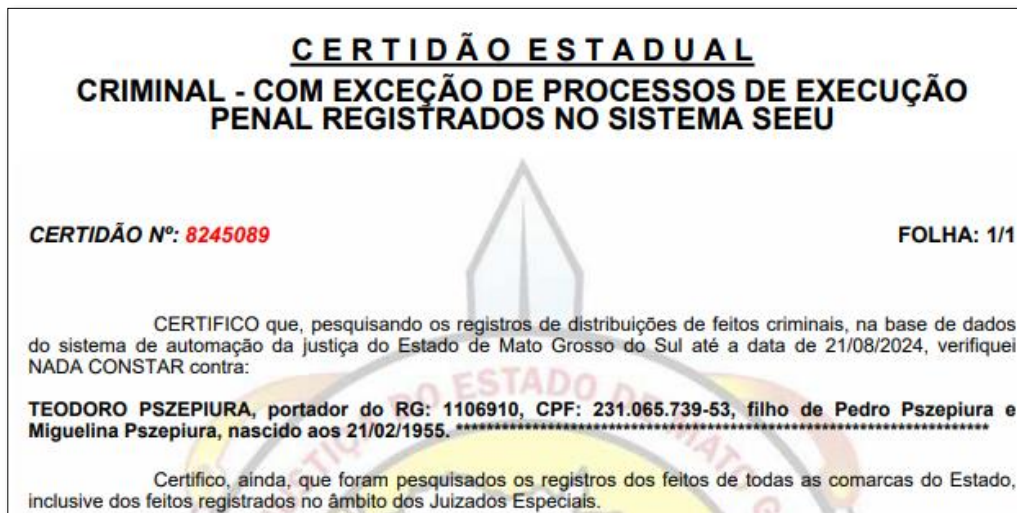 CERTIDÃO ESTADUAL
CRIMINAL - COM EXCEÇÃO DE PROCESSOS DE EXECUÇÃO
PENAL REGISTRADOS NO SISTEMA SEEU
CERTIDÃO Nº: 8245089 FOLHA: 1/1
CERTIFICO que, pesquisando os registros de distribuições de feitos criminais, na base de dados
do sistema de automação da justiça do Estado de Mato Grosso do Sul até a data de 21/08/2024, verifiquei
NADA CONSTAR contra:
TEODORO PSZEPIURA, portador do RG: 1106910, CPF: 231.065.739-53, filho de Pedro Pszepiura e
Miguelina Pszepiura, nascido aos 21/02/1955. **********************************************************************
Certifico, ainda, que foram pesquisados os registros dos feitos de todas as comarcas do Estado,
inclusive dos feitos registrados no âmbito dos Juizados Especiais.